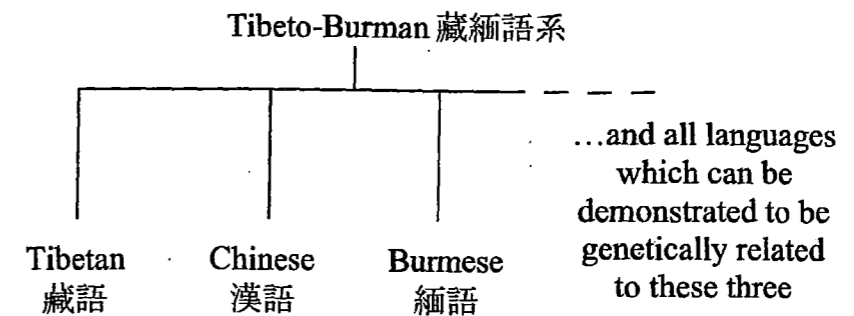 Tibeto-Burman 藏緬語系
…and all languages
which can be
demonstrated to be
genetically related
to these three
Tibetan
藏語
Chinese
漢語
Burmese
緬語